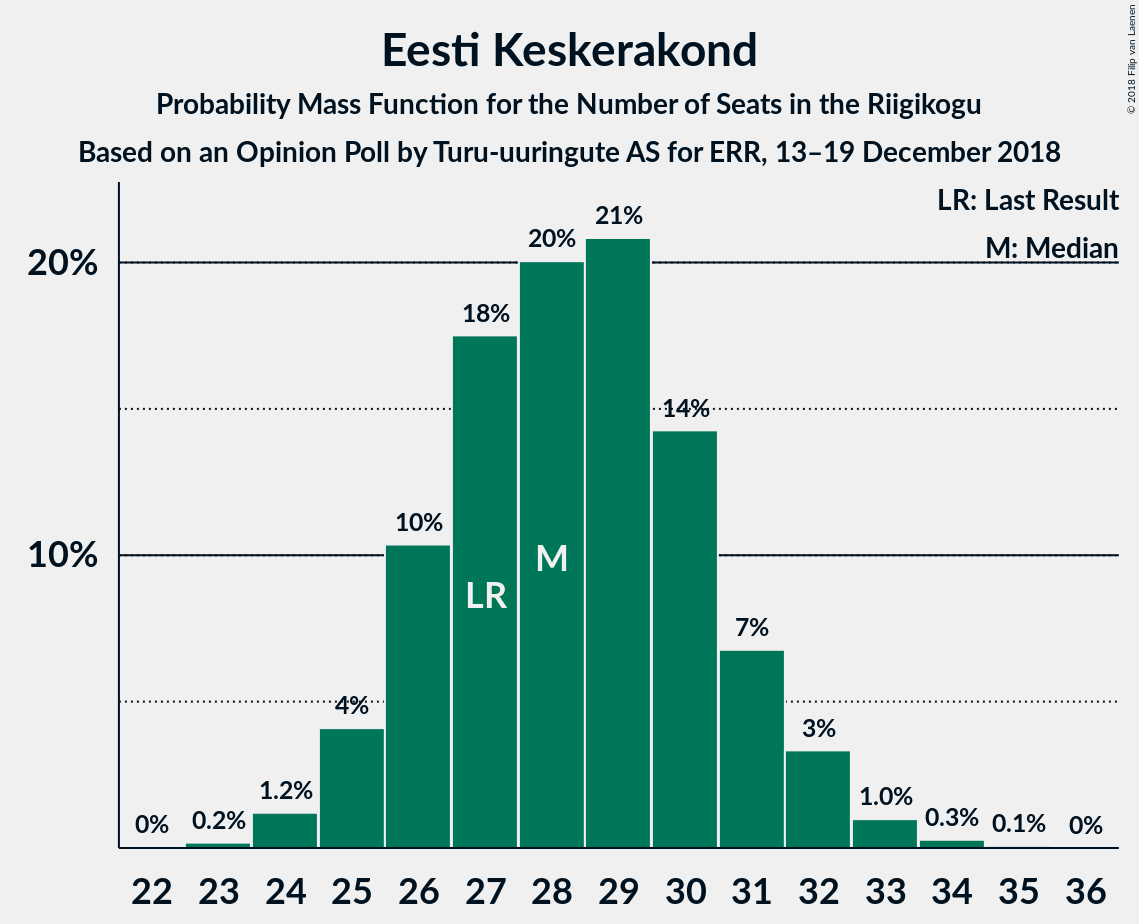 Eesti Keskerakond
Probability Mass Function for the Number of Seats in the Riigikogu
Based on an Opinion Poll by Turu-uuringute AS for ERR, 13–19 December 2018
© 2018 Filip van Laenen
LR: Last Result
M: Median
20%
10%
0%
0.2%
1.2%
4%
10%
18%
20%
21%
14%
7%
3%
1.0%
0.3%
0.1%
0%
LR
M
22 23 24 25 26 27 28 29 30 31 32 33 34 35 36